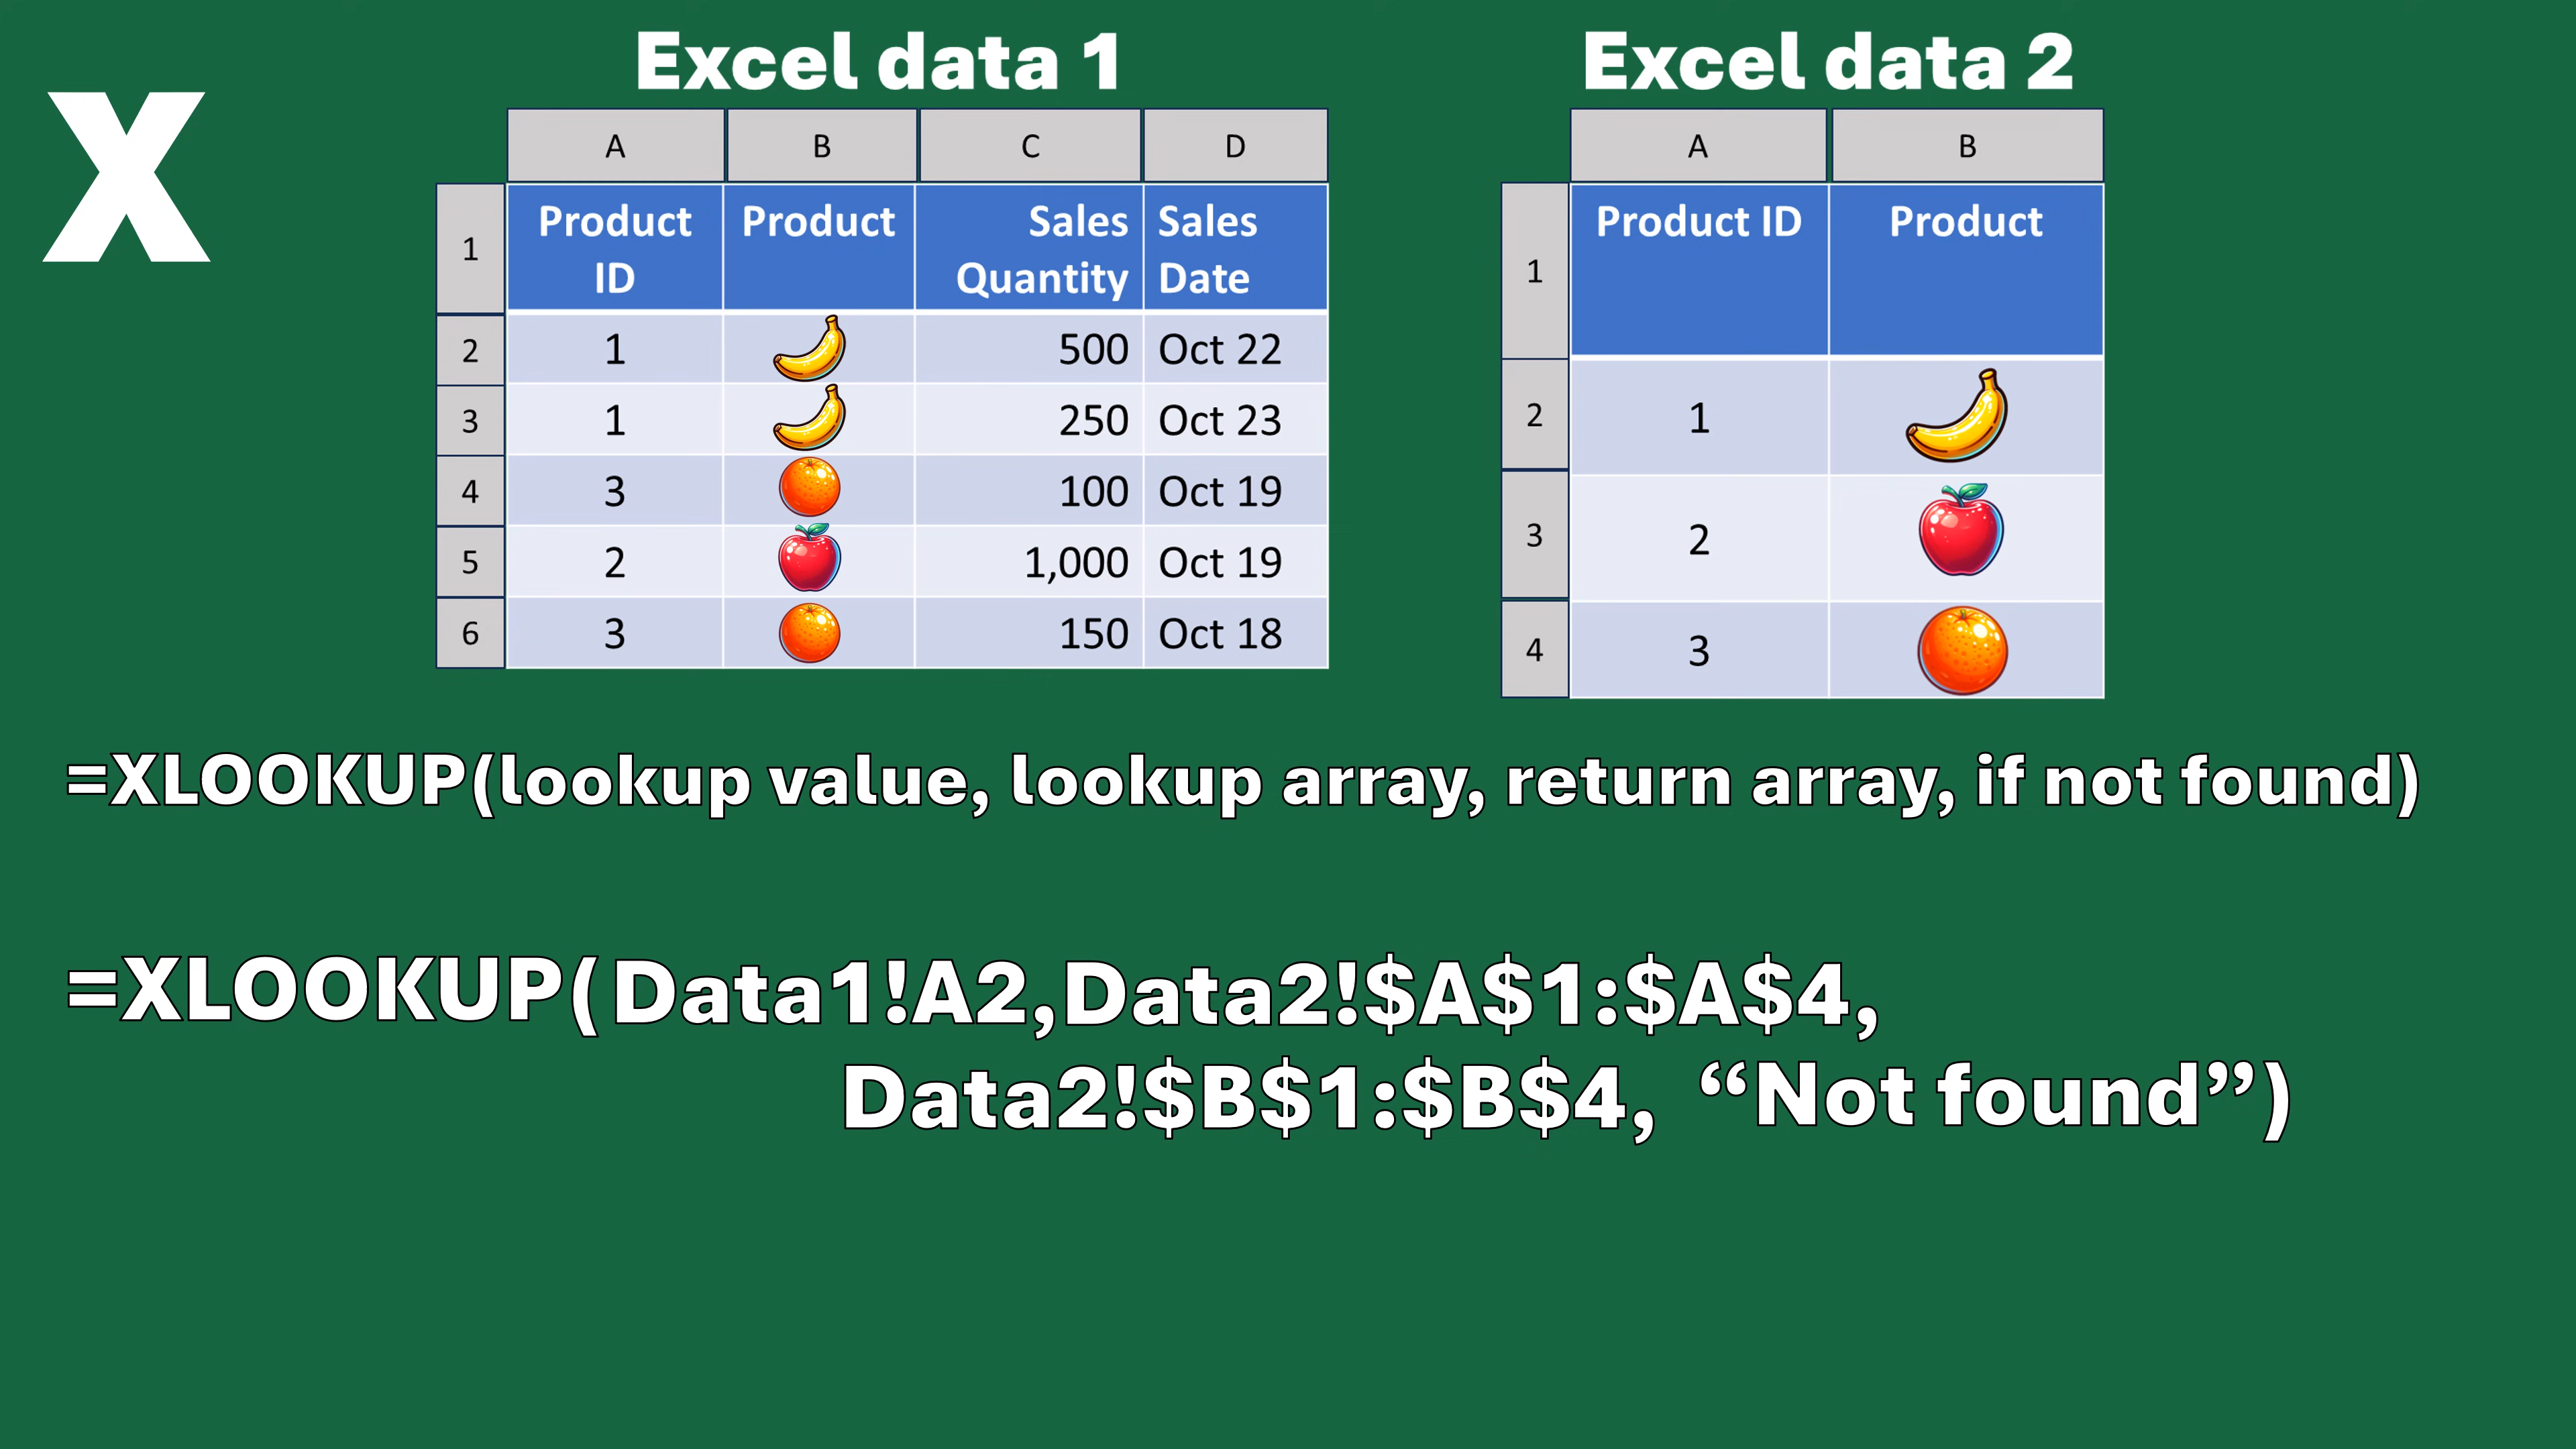 Excel data 1
Excel data 2
X
A B C D
1 Product ID Product Sales Quantity Sales Date
2 1 500 Oct 22
3 1 250 Oct 23
4 3 100 Oct 19
5 2 1,000 Oct 19
6 3 150 Oct 18
A B
1 Product ID Product
2 1
3 2
4 3
=XLOOKUP(lookup value, lookup array, return array, if not found)
=XLOOKUP(Data1!A2,Data2!$A$1:$A$4,
Data2!$B$1:$B$4, “Not found”)